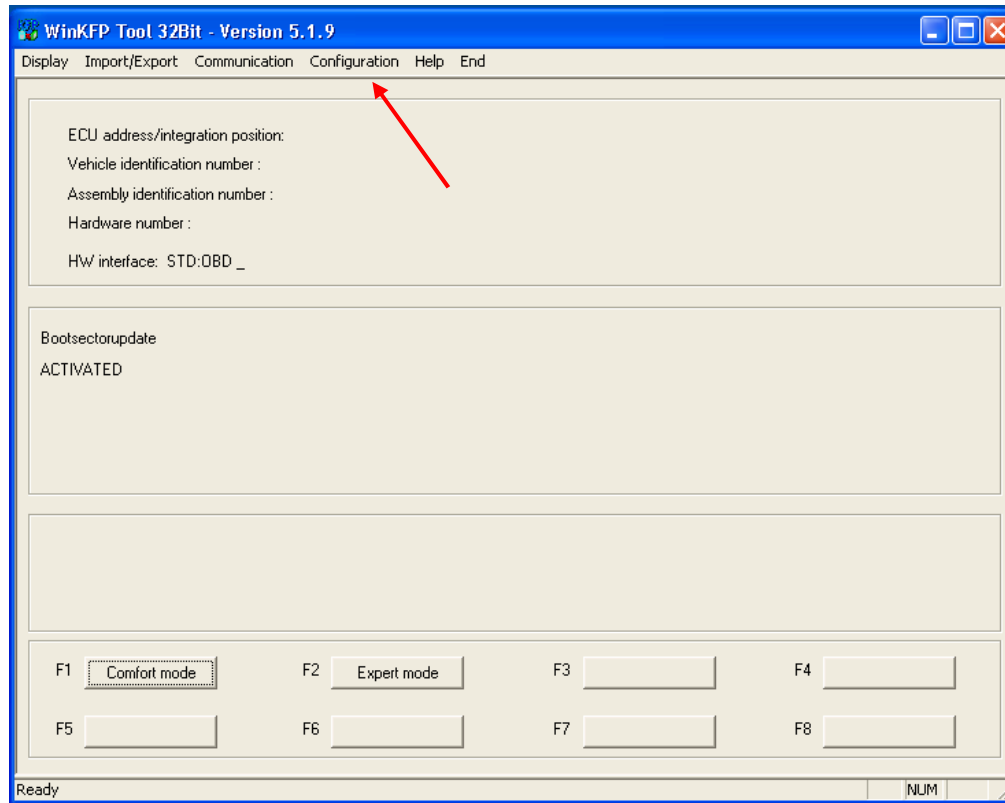 WinKFP Tool 32Bit - Version 5.1.9
Display Import/Export Communication Configuration Help End
ECU address/integration position:
Vehicle identification number :
Assembly identification number :
Hardware number :
HW interface: STD:OBD _
Bootsectorupdate
ACTIVATED
F1 Comfort mode F2 Expert mode F3 F4
F5 F6 F7 F8
Ready NUM